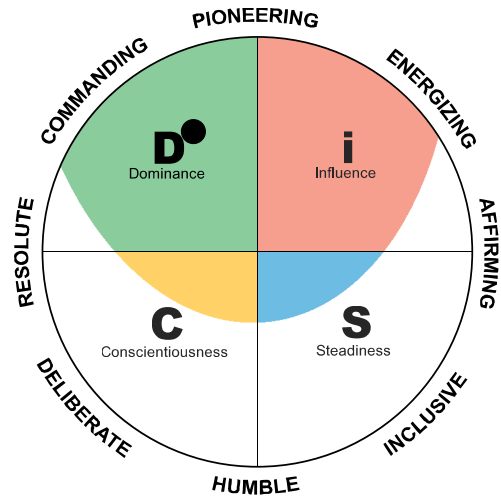 PIONEERING
COMMANDING
ENERGIZING
D
Dominance
i
Influence
RESOLUTE
AFFIRMING
C
Conscientiousness
S
Steadiness
DELIBERATE
INCLUSIVE
HUMBLE